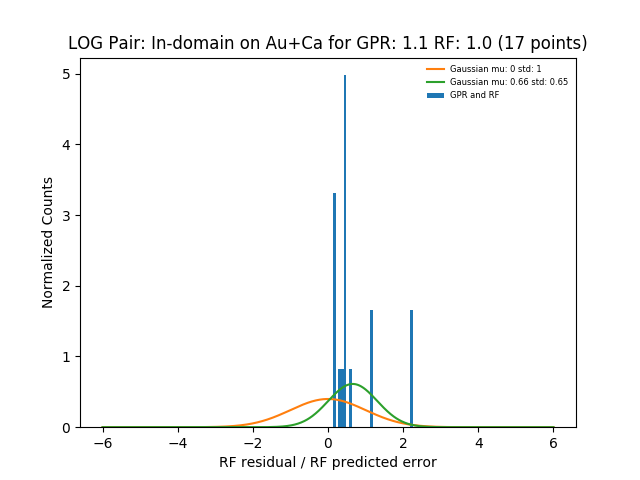 LOG Pair: In-domain on Au+Ca for GPR: 1.1 RF: 1.0 (17 points)
Gaussian mu: 0 std: 1
Gaussian mu: 0.66 std: 0.65
GPR and RF
Normalized Counts
5
4
3
2
1
0
−6 −4 −2 0 2 4 6
RF residual / RF predicted error